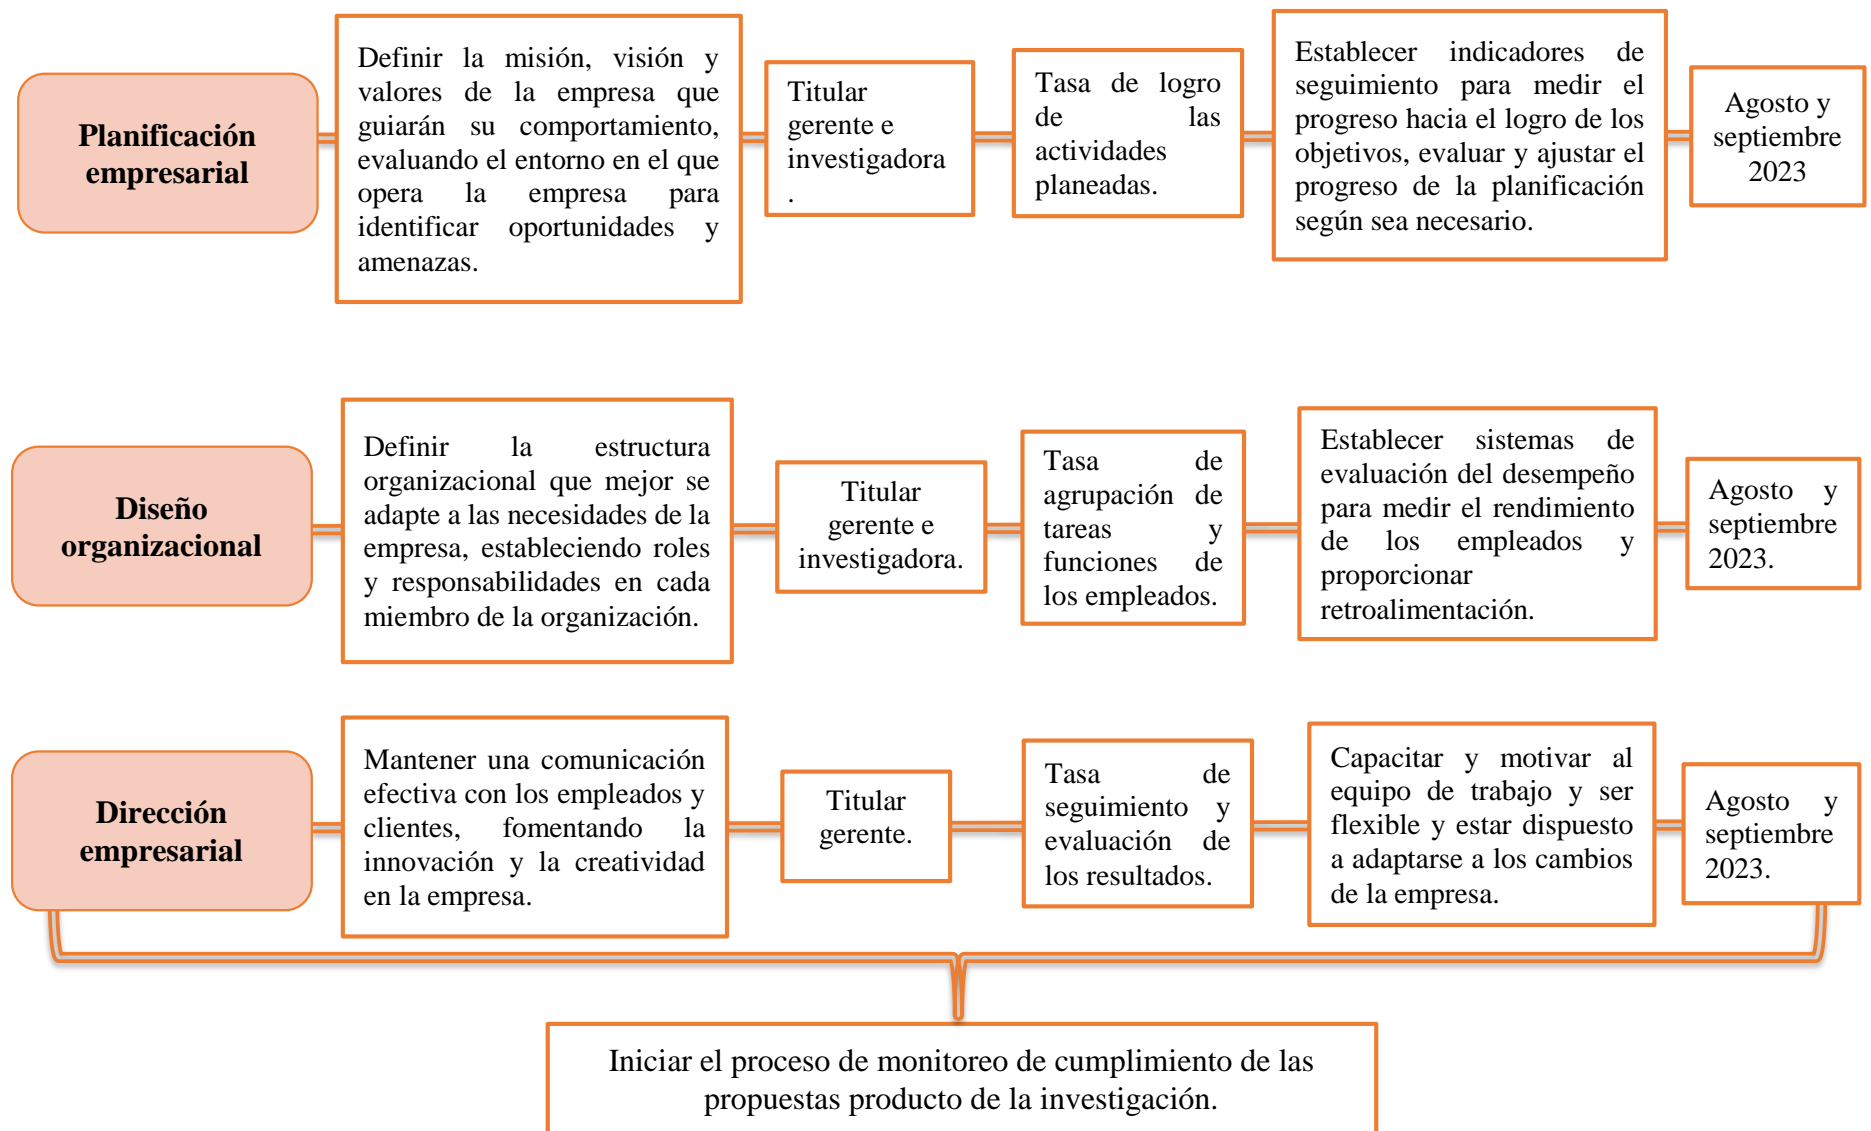 Planificación
empresarial
Definir la misión, visión y
valores de la empresa que
guiarán su comportamiento,
evaluando el entorno en el que
opera la empresa para
identificar oportunidades y
amenazas.
Titular
gerente e
investigadora
.
Tasa de logro
de las
actividades
planeadas.
Establecer indicadores de
seguimiento para medir el
progreso hacia el logro de los
objetivos, evaluar y ajustar el
progreso de la planificación
según sea necesario.
Agosto y
septiembre
2023
Diseño
organizacional
Definir la estructura
organizacional que mejor se
adapte a las necesidades de la
empresa, estableciendo roles
y responsabilidades en cada
miembro de la organización.
Titular
gerente e
investigadora.
Tasa de
agrupación de
tareas y
funciones de
los empleados.
Establecer sistemas de
evaluación del desempeño
para medir el rendimiento
de los empleados y
proporcionar
retroalimentación.
Agosto y
septiembre
2023.
Dirección
empresarial
Mantener una comunicación
efectiva con los empleados y
clientes, fomentando la
innovación y la creatividad
en la empresa.
Titular
gerente.
Tasa de
seguimiento y
evaluación de
los resultados.
Capacitar y motivar al
equipo de trabajo y ser
flexible y estar dispuesto
a adaptarse a los cambios
de la empresa.
Agosto y
septiembre
2023.
Iniciar el proceso de monitoreo de cumplimiento de las
propuestas producto de la investigación.